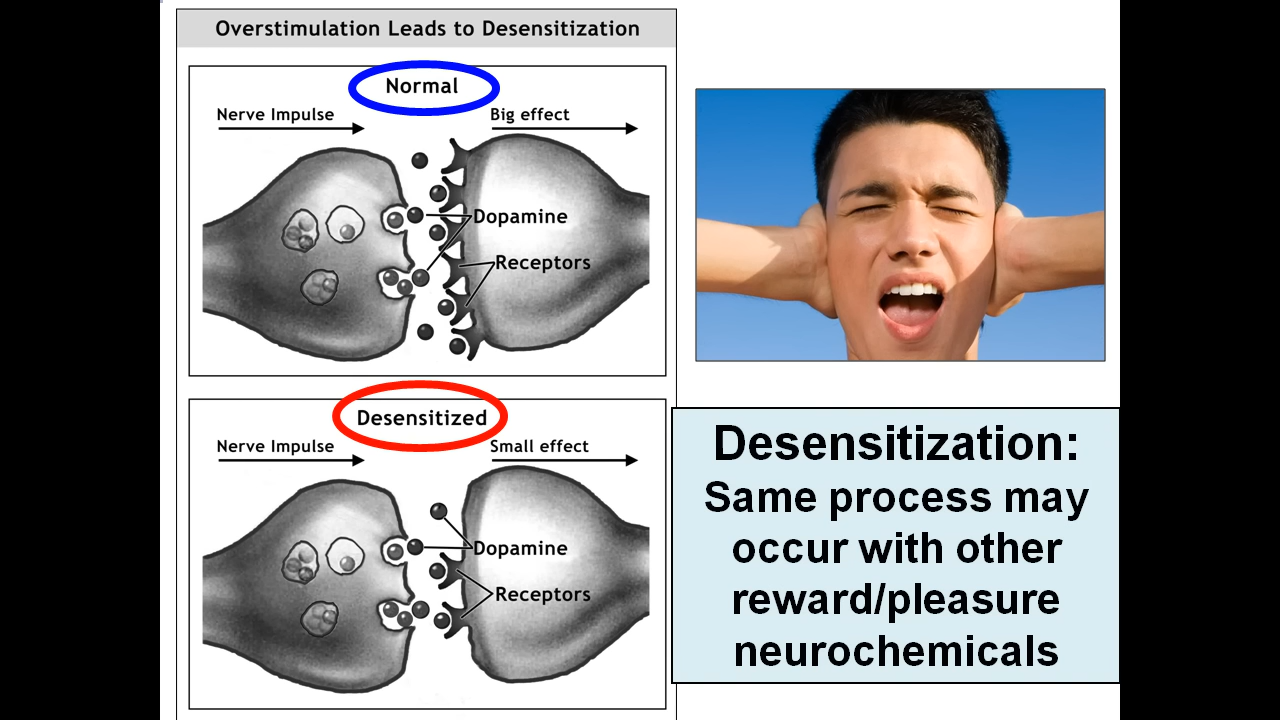 Overstimulation Leads to Desensitization
Normal
Nerve Impulse
Big effect
Dopamine
Receptors
Desensitized
Nerve Impulse
Small effect
Dopamine
Receptors
Desensitization:
Same process may
occur with other
reward/pleasure
neurochemicals